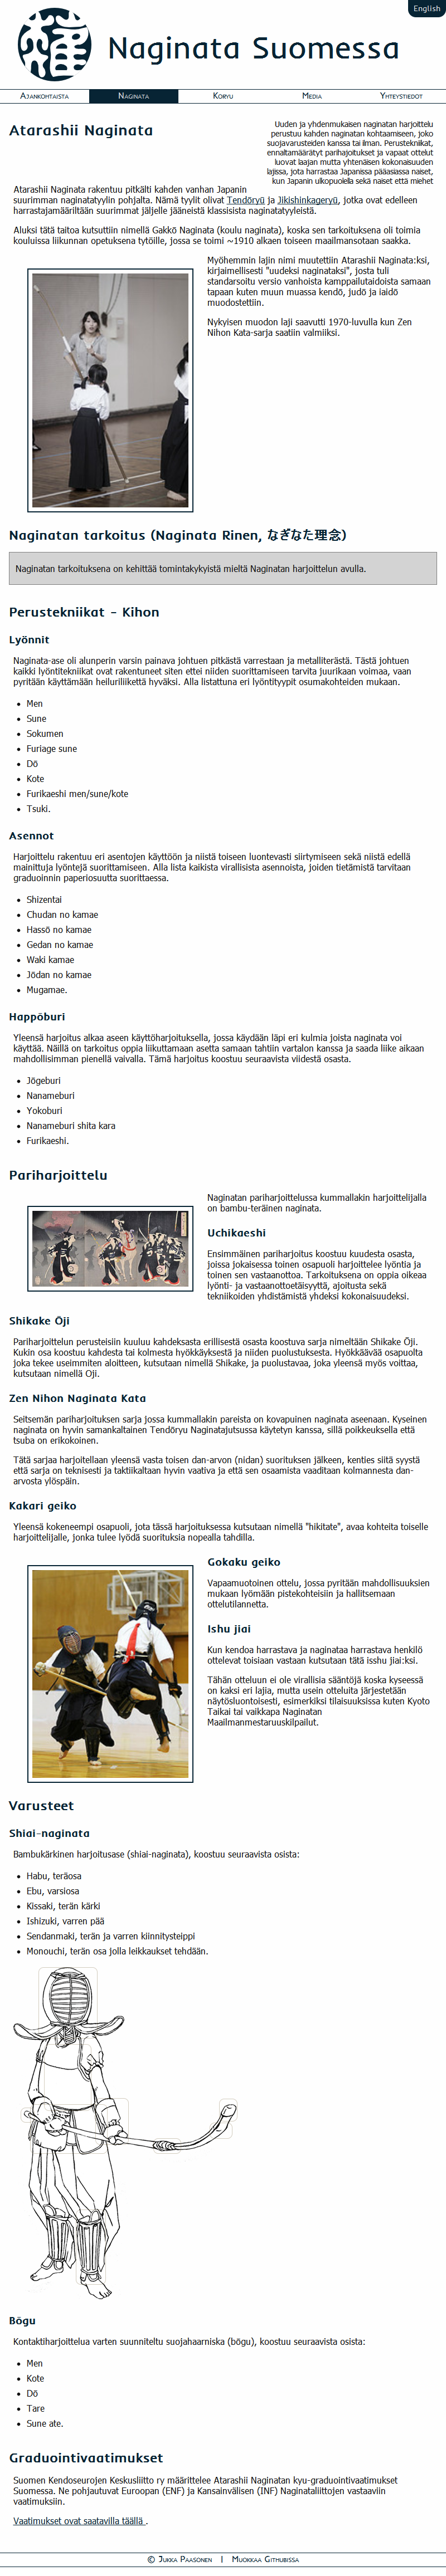 English
Naginata Suomessa
Ajankohtaista Naginata Koryu Media Yhteystiedot
Atarashii Naginata
Uuden ja yhdenmukaisen naginatan harjoittelu
perustuu kahden naginatan kohtaamiseen, joko
suojavarusteiden kanssa tai ilman. Perustekniikat,
ennaltamäärätyt parihajoitukset ja vapaat ottelut
luovat laajan mutta yhtenäisen kokonaisuuden
lajissa, jota harrastaa Japanissa pääasiassa naiset,
kun Japanin ulkopuolella sekä naiset että miehet
Atarashii Naginata rakentuu pitkälti kahden vanhan Japanin
suurimman naginatatyylin pohjalta. Nämä tyylit olivat Tendōryū ja Jikishinkageryū, jotka ovat edelleen
harrastajamääriltään suurimmat jäljelle jääneistä klassisista naginatatyyleistä.
Aluksi tätä taitoa kutsuttiin nimellä Gakkō Naginata (koulu naginata), koska sen tarkoituksena oli toimia
kouluissa liikunnan opetuksena tytöille, jossa se toimi ~1910 alkaen toiseen maailmansotaan saakka.
Myöhemmin lajin nimi muutettiin Atarashii Naginata:ksi,
kirjaimellisesti "uudeksi naginataksi", josta tuli
standarsoitu versio vanhoista kamppailutaidoista samaan
tapaan kuten muun muassa kendō, judō ja iaidō
muodostettiin.
Nykyisen muodon laji saavutti 1970-luvulla kun Zen
Nihon Kata-sarja saatiin valmiiksi.
Naginatan tarkoitus (Naginata Rinen, なぎなた理念)
Naginatan tarkoituksena on kehittää tomintakykyistä mieltä Naginatan harjoittelun avulla.
Perustekniikat - Kihon
Lyönnit
Naginata-ase oli alunperin varsin painava johtuen pitkästä varrestaan ja metalliterästä. Tästä johtuen
kaikki lyöntitekniikat ovat rakentuneet siten ettei niiden suorittamiseen tarvita juurikaan voimaa, vaan
pyritään käyttämään heiluriliikettä hyväksi. Alla listattuna eri lyöntityypit osumakohteiden mukaan.
Men
Sune
Sokumen
Furiage sune
Dō
Kote
Furikaeshi men/sune/kote
Tsuki.
Asennot
Harjoittelu rakentuu eri asentojen käyttöön ja niistä toiseen luontevasti siirtymiseen sekä niistä edellä
mainittuja lyöntejä suorittamiseen. Alla lista kaikista virallisista asennoista, joiden tietämistä tarvitaan
graduoinnin paperiosuutta suorittaessa.
Shizentai
Chudan no kamae
Hassō no kamae
Gedan no kamae
Waki kamae
Jōdan no kamae
Mugamae.
Happōburi
Yleensä harjoitus alkaa aseen käyttöharjoituksella, jossa käydään läpi eri kulmia joista naginata voi
käyttää. Näillä on tarkoitus oppia liikuttamaan asetta samaan tahtiin vartalon kanssa ja saada liike aikaan
mahdollisimman pienellä vaivalla. Tämä harjoitus koostuu seuraavista viidestä osasta.
Jōgeburi
Nanameburi
Yokoburi
Nanameburi shita kara
Furikaeshi.
Pariharjoittelu
Naginatan pariharjoittelussa kummallakin harjoittelijalla
on bambu-teräinen naginata.
Uchikaeshi
Ensimmäinen pariharjoitus koostuu kuudesta osasta,
joissa jokaisessa toinen osapuoli harjoittelee lyöntia ja
toinen sen vastaanottoa. Tarkoituksena on oppia oikeaa
lyönti- ja vastaanottoetäisyyttä, ajoitusta sekä
tekniikoiden yhdistämistä yhdeksi kokonaisuudeksi.
Shikake Ōji
Pariharjoittelun perusteisiin kuuluu kahdeksasta erillisestä osasta koostuva sarja nimeltään Shikake Ōji.
Kukin osa koostuu kahdesta tai kolmesta hyökkäyksestä ja niiden puolustuksesta. Hyökkäävää osapuolta
joka tekee useimmiten aloitteen, kutsutaan nimellä Shikake, ja puolustavaa, joka yleensä myös voittaa,
kutsutaan nimellä Oji.
Zen Nihon Naginata Kata
Seitsemän pariharjoituksen sarja jossa kummallakin pareista on kovapuinen naginata aseenaan. Kyseinen
naginata on hyvin samankaltainen Tendōryu Naginatajutsussa käytetyn kanssa, sillä poikkeuksella että
tsuba on erikokoinen.
Tätä sarjaa harjoitellaan yleensä vasta toisen dan-arvon (nidan) suorituksen jälkeen, kenties siitä syystä
että sarja on teknisesti ja taktiikaltaan hyvin vaativa ja että sen osaamista vaaditaan kolmannesta dan-
arvosta ylöspäin.
Kakari geiko
Yleensä kokeneempi osapuoli, jota tässä harjoituksessa kutsutaan nimellä "hikitate", avaa kohteita toiselle
harjoittelijalle, jonka tulee lyödä suorituksia nopealla tahdilla.
Gokaku geiko
Vapaamuotoinen ottelu, jossa pyritään mahdollisuuksien
mukaan lyömään pistekohteisiin ja hallitsemaan
ottelutilannetta.
Ishu jiai
Kun kendoa harrastava ja naginataa harrastava henkilö
ottelevat toisiaan vastaan kutsutaan tätä isshu jiai:ksi.
Tähän otteluun ei ole virallisia sääntöjä koska kyseessä
on kaksi eri lajia, mutta usein otteluita järjestetään
näytösluontoisesti, esimerkiksi tilaisuuksissa kuten Kyoto
Taikai tai vaikkapa Naginatan
Maailmanmestaruuskilpailut.
Varusteet
Shiai-naginata
Bambukärkinen harjoitusase (shiai-naginata), koostuu seuraavista osista:
Habu, teräosa
Ebu, varsiosa
Kissaki, terän kärki
Ishizuki, varren pää
Sendanmaki, terän ja varren kiinnitysteippi
Monouchi, terän osa jolla leikkaukset tehdään.
Bōgu
Kontaktiharjoittelua varten suunniteltu suojahaarniska (bōgu), koostuu seuraavista osista:
Men
Kote
Dō
Tare
Sune ate.
Graduointivaatimukset
Suomen Kendoseurojen Keskusliitto ry määrittelee Atarashii Naginatan kyu-graduointivaatimukset
Suomessa. Ne pohjautuvat Euroopan (ENF) ja Kansainvälisen (INF) Naginataliittojen vastaaviin
vaatimuksiin.
Vaatimukset ovat saatavilla täällä .
© Jukka Paasonen | Muokkaa Githubissa